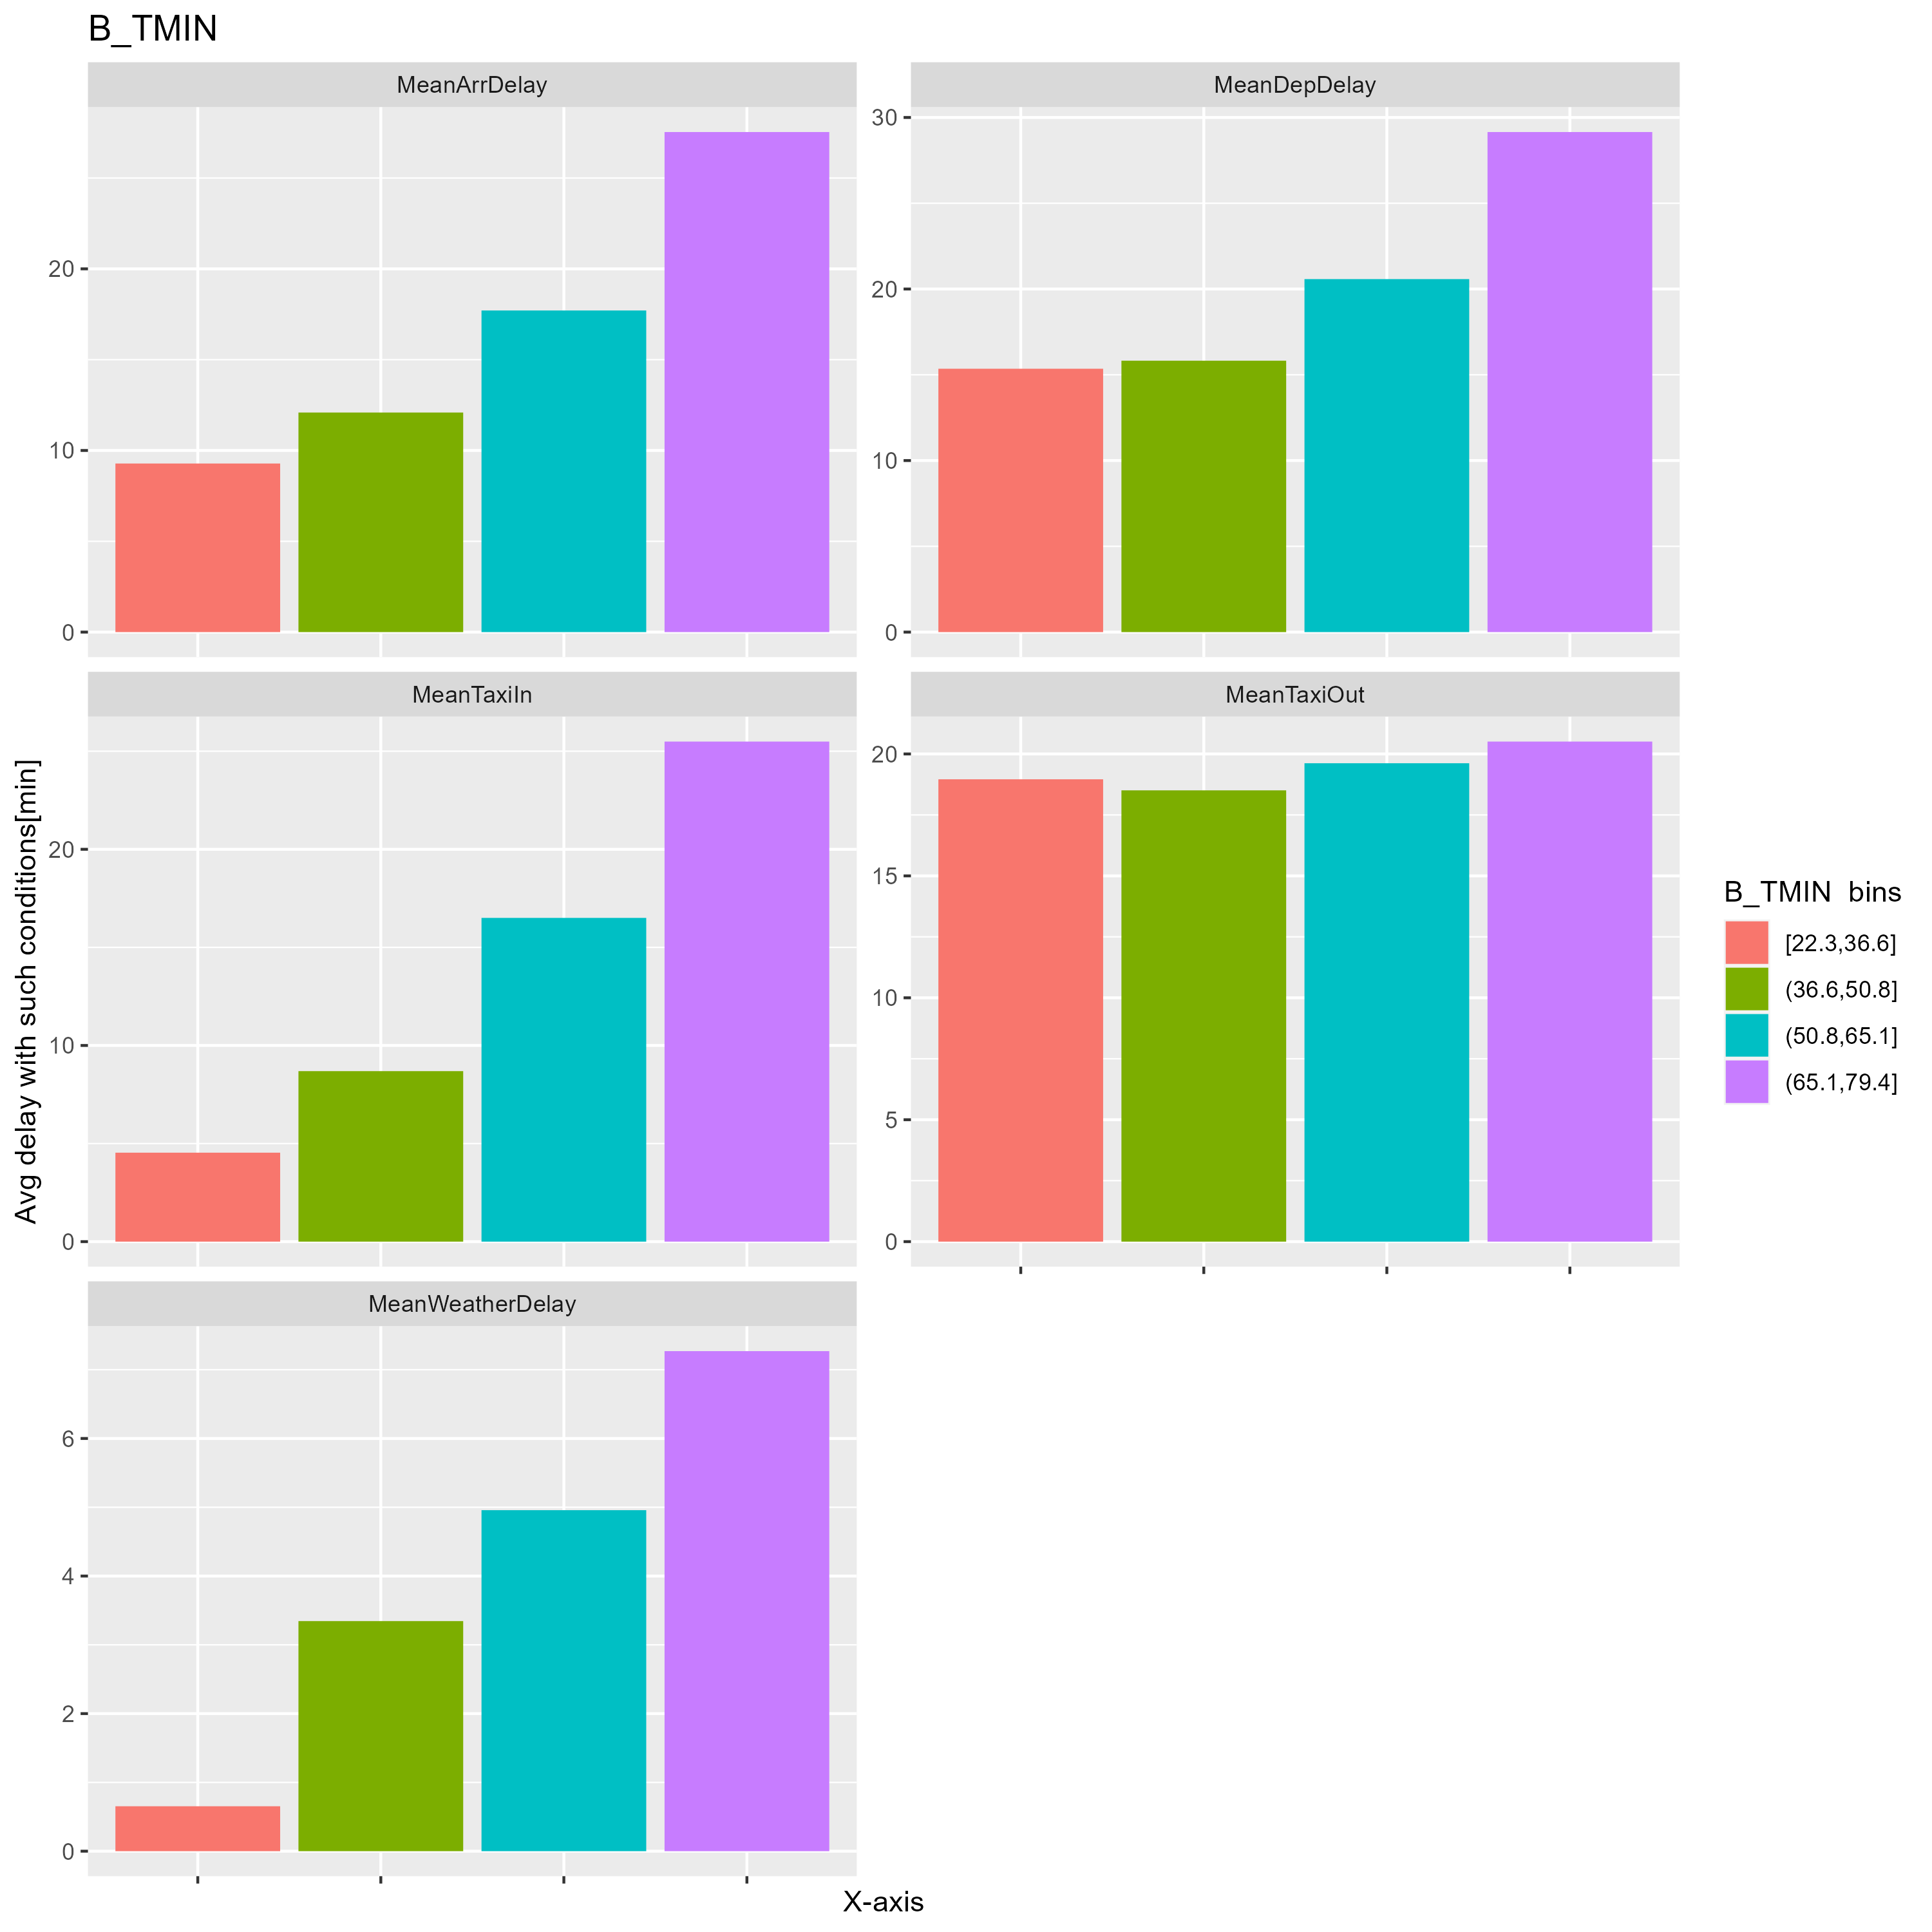 B_TMIN
MeanArrDelay
MeanDepDelay
20
10
0
30
20
10
0
MeanTaxiIn
MeanTaxiOut
20
10
0
20
15
10
5
0
MeanWeatherDelay
6
4
2
0
Avg delay with such conditions[min]
X-axis
B_TMIN  bins
[22.3,36.6]
(36.6,50.8]
(50.8,65.1]
(65.1,79.4]